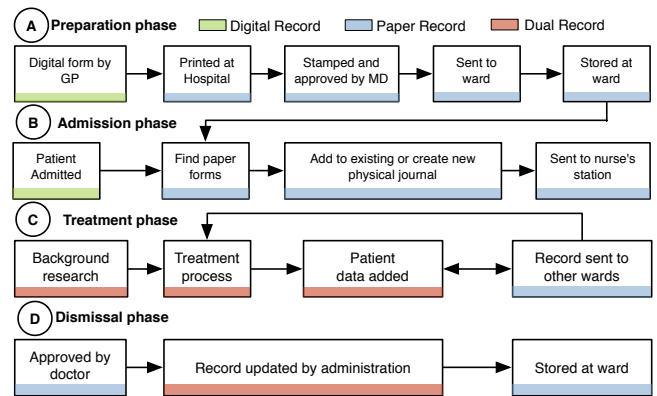 A Preparation phase Digital Record Paper Record Dual Record
Digital form by
GP
Printed at
Hospital
Stamped and
approved by MD
Sent to
ward
Stored at
ward
B Admission phase
Patient
Admitted
Find paper
forms
Add to existing or create new
physical journal
Sent to nurse's
station
C Treatment phase
Background
research
Treatment
process
Patient
data added
Record sent to
other wards
D Dismissal phase
Approved by
doctor
Record updated by administration
Stored at ward